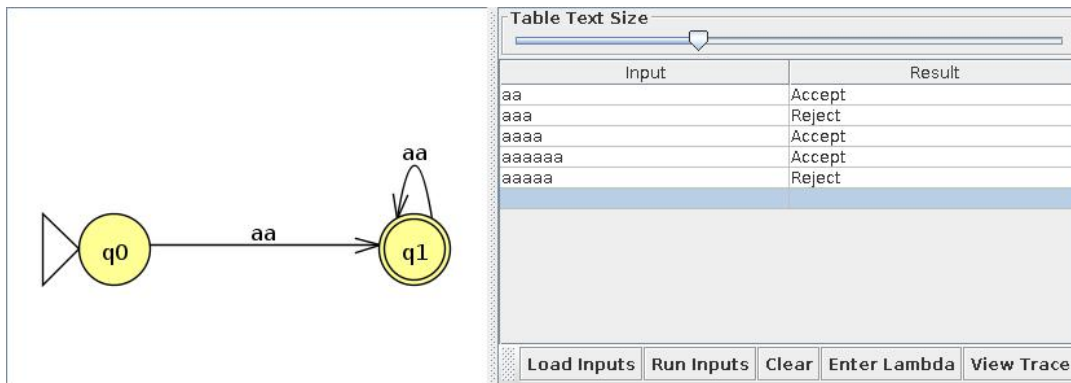 aa
q0
aa
q1
Table Text Size
Input Result
aa Accept
aaa Reject
aaaa Accept
aaaaaa Accept
aaaaa Reject
Load Inputs Run Inputs Clear Enter Lambda View Trace